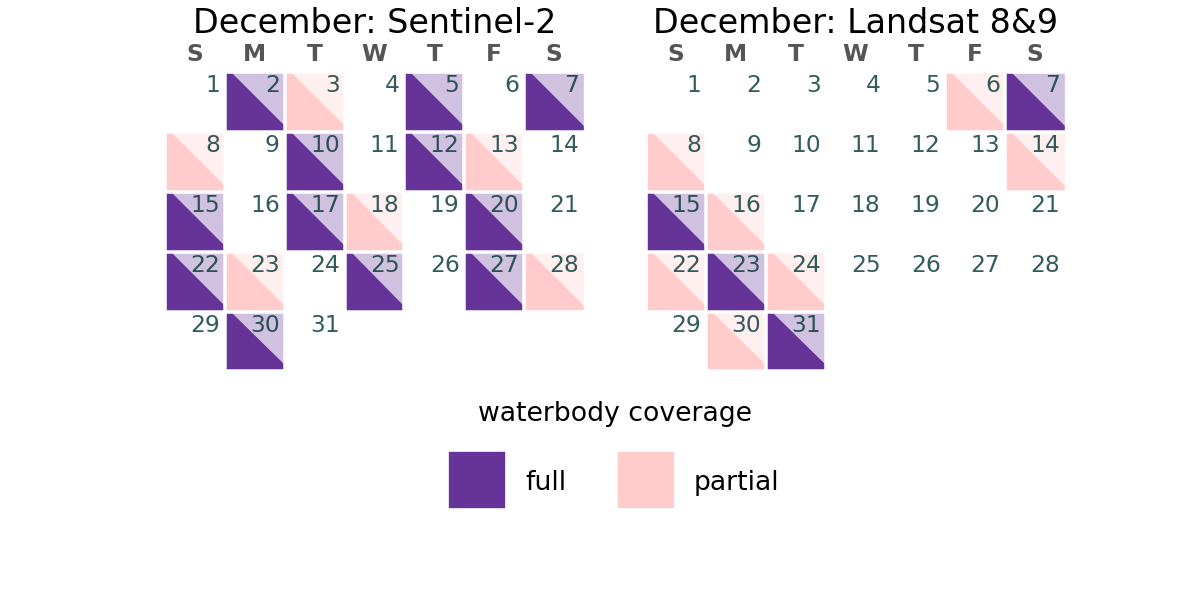 December: Sentinel-2
S M T W T F S
1 2 3 4 5 6 7
8 9 10 11 12 13 14
15 16 17 18 19 20 21
22 23 24 25 26 27 28
29 30 31
December: Landsat 8&9
S M T W T F S
1 2 3 4 5 6 7
8 9 10 11 12 13 14
15 16 17 18 19 20 21
22 23 24 25 26 27 28
29 30 31
waterbody coverage
full partial